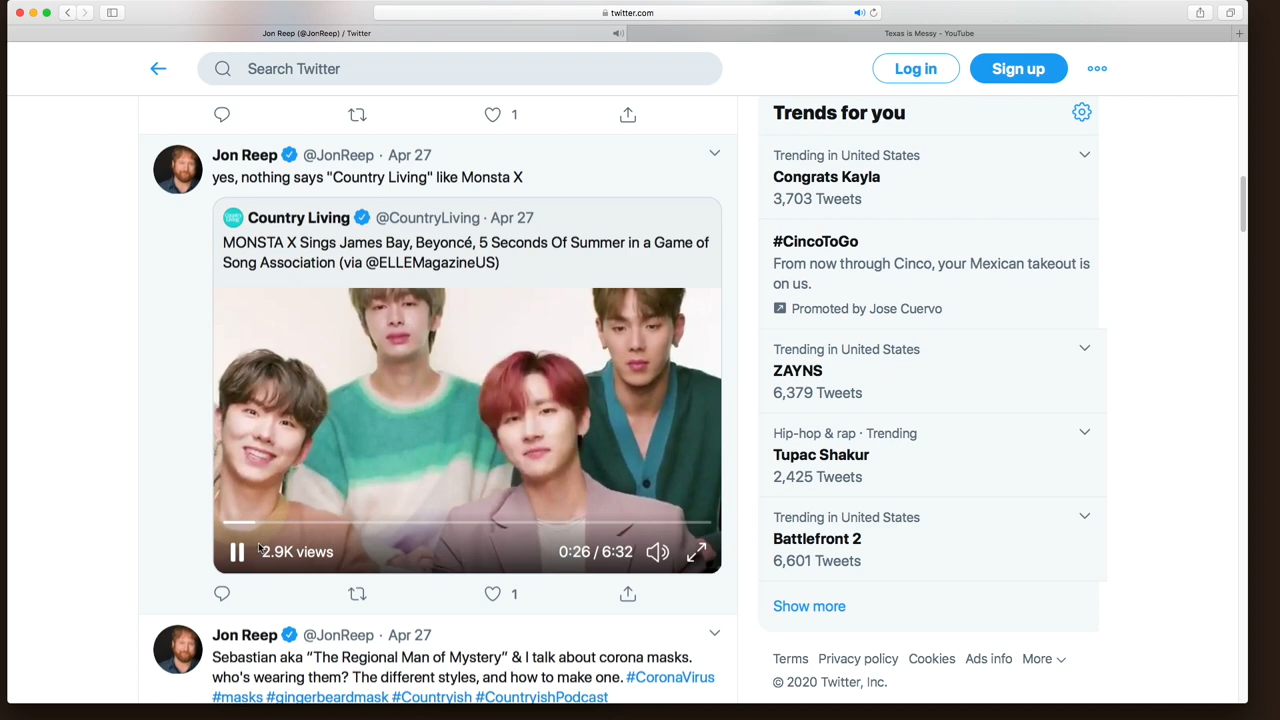 twitter.com
Jon Reep (@JonReep) / Twitter
Texas is Messy - YouTube
Search Twitter
Log in
Sign up
1
Jon Reep @JonReep · Apr 27
yes, nothing says "Country Living" like Monsta X
Country Living @CountryLiving · Apr 27
MONSTA X Sings James Bay, Beyoncé, 5 Seconds Of Summer in a Game of
Song Association (via @ELLEMagazineUS)
2.9K views
0:26 / 6:32
1
Jon Reep @JonReep · Apr 27
Sebastian aka “The Regional Man of Mystery” & I talk about corona masks.
who's wearing them? The different styles, and how to make one. #CoronaVirus
#masks #gingerbeardmask #Countryish #CountryishPodcast
Trends for you
Trending in United States
Congrats Kayla
3,703 Tweets
#CincoToGo
From now through Cinco, your Mexican takeout is
on us.
Promoted by Jose Cuervo
Trending in United States
ZAYNS
6,379 Tweets
Hip-hop & rap · Trending
Tupac Shakur
2,425 Tweets
Trending in United States
Battlefront 2
6,601 Tweets
Show more
Terms Privacy policy Cookies Ads info More
© 2020 Twitter, Inc.